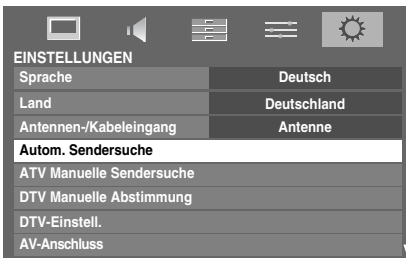 EINSTELLUNGEN
Sprache Deutsch
Land Deutschland
Antennen-/Kabeleingang Antenne
Autom. Sendersuche
ATV Manuelle Sendersuche
DTV Manuelle Abstimmung
DTV-Einstell.
AV-Anschluss